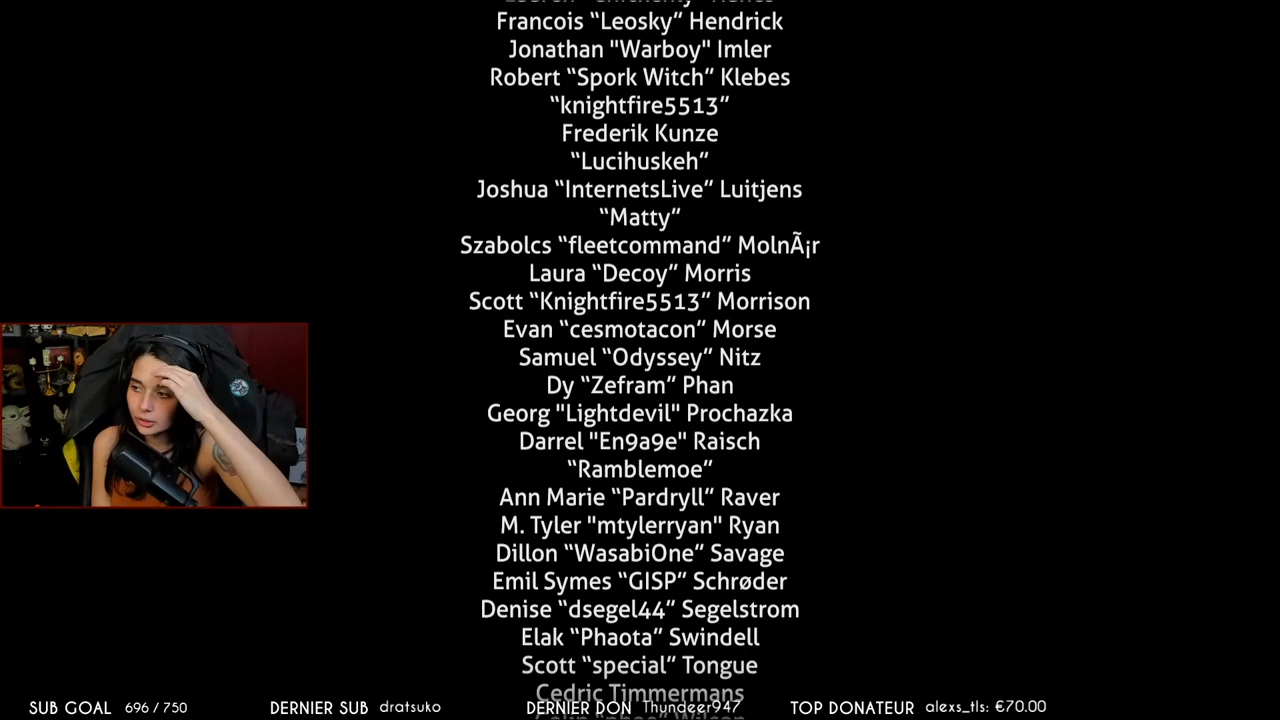 Francois “Leosky” Hendrick
Jonathan "Warboy" Imler
Robert “Spork Witch” Klebes
“knightfire5513”
Frederik Kunze
“Lucihuskeh”
Joshua “InternetsLive” Luitjens
“Matty”
Szabolcs “fleetcommand” MolnÃ¡r
Laura “Decoy” Morris
Scott “Knightfire5513” Morrison
Evan “cesmotacon” Morse
Samuel “Odyssey” Nitz
Dy “Zefram” Phan
Georg "Lightdevil" Prochazka
Darrel "En9a9e" Raisch
“Ramblemoe”
Ann Marie “Pardryll” Raver
M. Tyler "mtylerryan" Ryan
Dillon “WasabiOne” Savage
Emil Symes “GISP” Schrøder
Denise “dsegel44” Segelstrom
Elak “Phaota” Swindell
Scott “special” Tongue
Cedric Timmermans
SUB GOAL 696 / 750 DERNIER SUB dratsuko DERNIER DON Thundeer947 TOP DONATEUR alexs_tls: €70.00